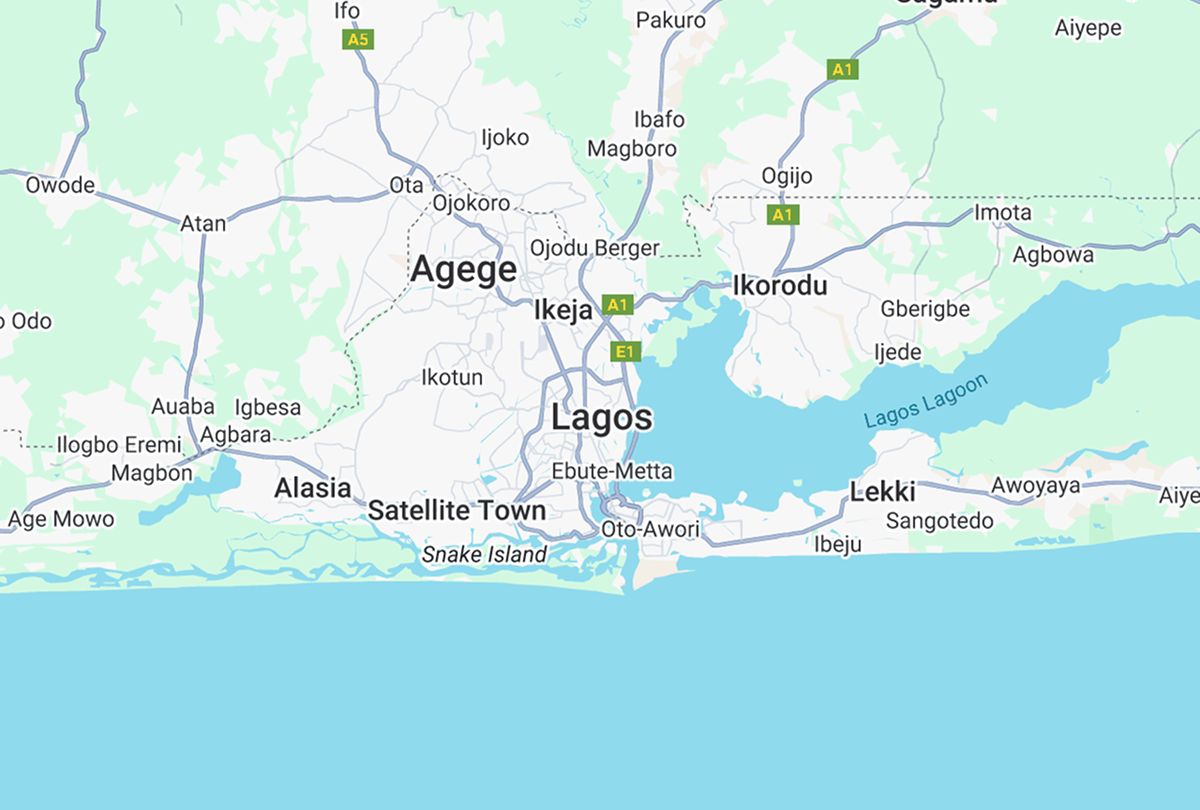 Ifo
Pakuro
Aiyepe
A5
A1
Ibafo
Ijoko
Magboro
Ogijo
Owode
Ota
Ojokoro
A1
Imota
Atan
Ojodu Berger
Agbowa
Agege
Ikorodu
Ikeja
A1
Gberigbe
Odo
E1
Ijede
Ikotun
Lagos Lagoon
Auaba
Igbesa
Lagos
Agbara
Ilogbo Eremi
Magbon
Ebute-Metta
Alasia
Lekki
Awoyaya
Aiye
Satellite Town
Age Mowo
Oto-Awori
Sangotedo
Ibeju
Snake Island